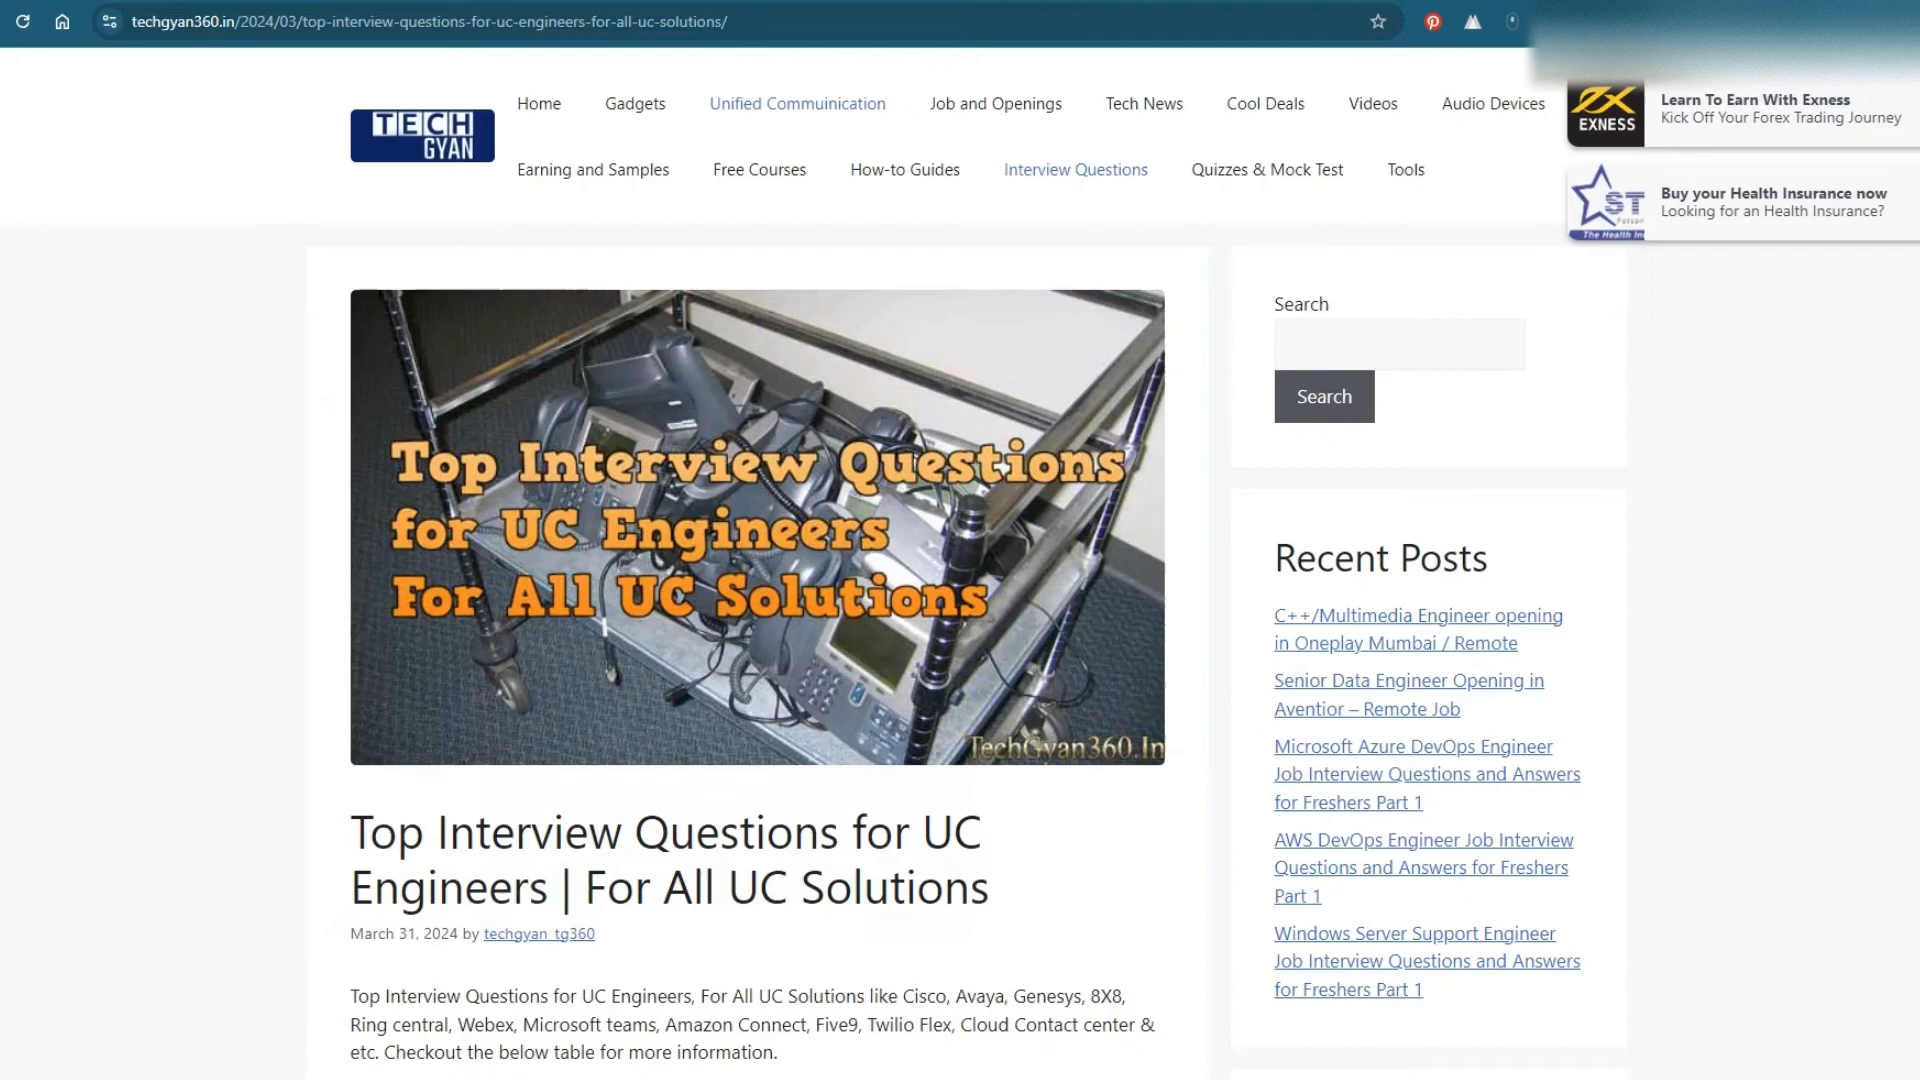 techgyan360.in/2024/03/top-interview-questions-for-uc-engineers-for-all-uc-solutions/
TECH
GYAN
Home Gadgets Unified Commuinication Job and Openings Tech News Cool Deals Videos Audio Devices
Earning and Samples Free Courses How-to Guides Interview Questions Quizzes & Mock Test Tools
EXNESS
Learn To Earn With Exness
Kick Off Your Forex Trading Journey
ST
The Health In
Buy your Health Insurance now
Looking for an Health Insurance?
Top Interview Questions
for UC Engineers
For All UC Solutions
TechGyan360.In
Top Interview Questions for UC
Engineers | For All UC Solutions
March 31, 2024 by techgyan_tg360
Top Interview Questions for UC Engineers, For All UC Solutions like Cisco, Avaya, Genesys, 8X8,
Ring central, Webex, Microsoft teams, Amazon Connect, Five9, Twilio Flex, Cloud Contact center &
etc. Checkout the below table for more information.
Search
Search
Recent Posts
C++/Multimedia Engineer opening
in Oneplay Mumbai / Remote
Senior Data Engineer Opening in
Aventior – Remote Job
Microsoft Azure DevOps Engineer
Job Interview Questions and Answers
for Freshers Part 1
AWS DevOps Engineer Job Interview
Questions and Answers for Freshers
Part 1
Windows Server Support Engineer
Job Interview Questions and Answers
for Freshers Part 1